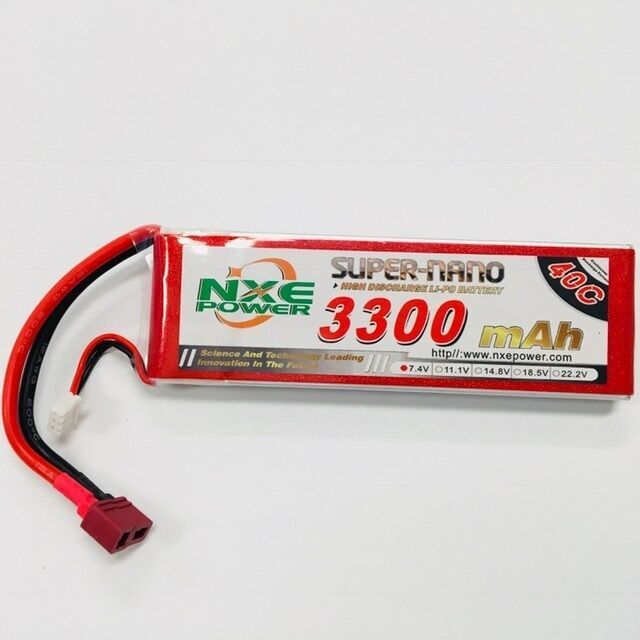 NXE
POWER
SUPER-NANO
HIGH DISCHARGE LI-PO BATTERY
40C
3300 mAh
Science And Technology Leading
Innovation In The Future
http//:www.nxepower.com
7.4V 11.1V 14.8V 18.5V 22.2V